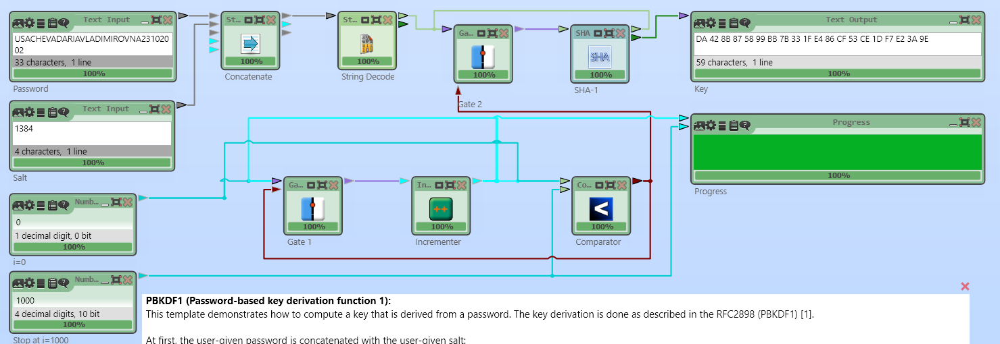 Text Input
USACHEVADARIAVLADIMIROVNA231020
02
33 characters, 1 line
100%
Password
St...
100%
Concatenate
St...
100%
String Decode
Ga...
100%
Gate 2
SHA
SHA
100%
SHA-1
Text Output
DA 42 8B 87 58 99 BB 7B 33 1F E4 86 CF 53 CE 1D F7 E2 3A 9E
59 characters, 1 line
100%
Key
Text Input
1384
4 characters, 1 line
100%
Salt
Progress
100%
Progress
Numb...
0
1 decimal digit, 0 bit
100%
i=0
Ga...
100%
Gate 1
In...
++
100%
Incrementer
Co...
<
100%
Comparator
Numb...
1000
4 decimal digits, 10 bit
100%
Stop at i=1000
PBKDF1 (Password-based key derivation function 1):
This template demonstrates how to compute a key that is derived from a password. The key derivation is done as described in the RFC2898 (PBKDF1) [1].
At first, the user-given password is concatenated with the user-given salt: